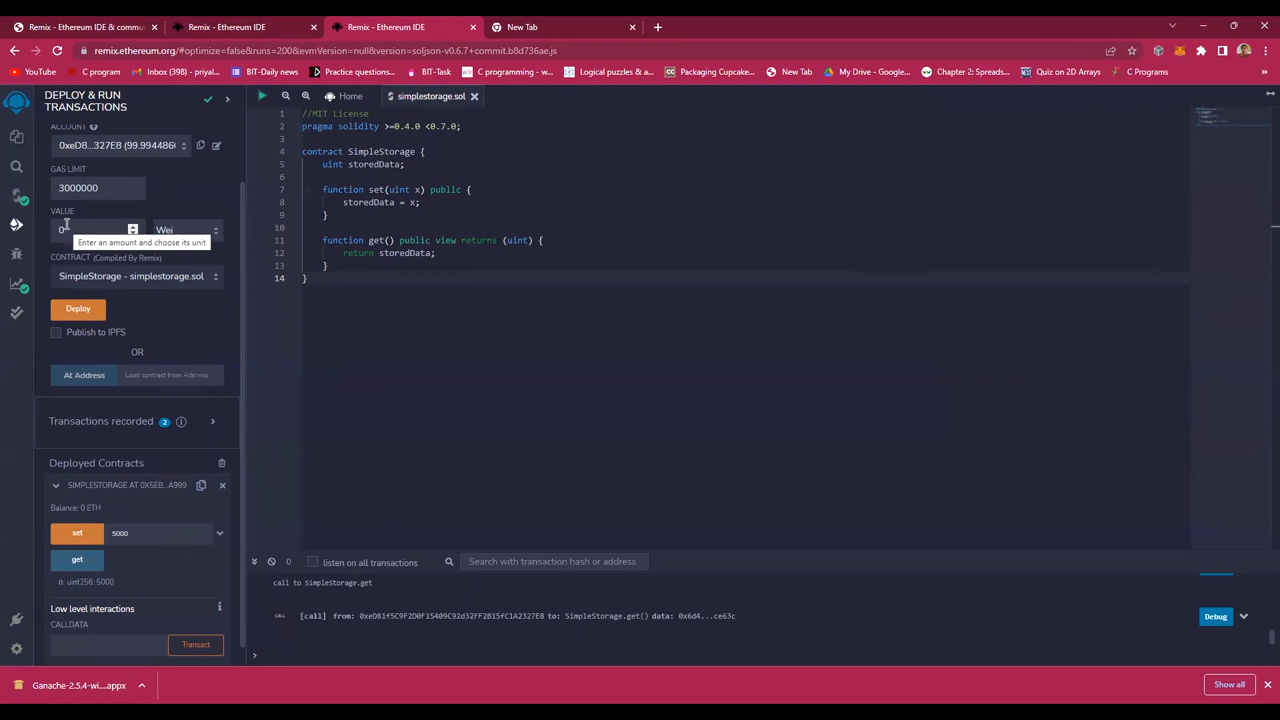 Remix - Ethereum IDE & commu
Remix - Ethereum IDE
Remix - Ethereum IDE
New Tab
remix.ethereum.org/#optimize=false&runs=200&evmVersion=null&version=soljson-v0.6.7+commit.b8d736ae.js
YouTube
C program
Inbox (398) - priyal...
BIT-Daily news
Practice questions...
BIT-Task
C programming - w...
Logical puzzles & a...
Packaging Cupcake...
New Tab
My Drive - Google...
Chapter 2: Spreads...
Quiz on 2D Arrays
C Programs
DEPLOY & RUN
TRANSACTIONS
ACCOUNT
0xeD8...327E8 (99.9944866
GAS LIMIT
3000000
VALUE
0
Wei
Enter an amount and choose its unit
CONTRACT (Compiled By Remix)
SimpleStorage - simplestorage.sol
Deploy
Publish to IPFS
OR
At Address
Load contract from Address
Transactions recorded 2
Deployed Contracts
SIMPLESTORAGE AT 0X5EB...A999
Balance: 0 ETH
set
5000
get
0: uint256: 5000
Low level interactions
CALLDATA
Transact
Home
simplestorage.sol
1 //MIT License
2 pragma solidity >=0.4.0 <0.7.0;
3
4 contract SimpleStorage {
5 uint storedData;
6
7 function set(uint x) public {
8 storedData = x;
9 }
10
11 function get() public view returns (uint) {
12 return storedData;
13 }
14 }
0
listen on all transactions
Search with transaction hash or address
call to SimpleStorage.get
CALL [call] from: 0xeD81f5C9F2D0F15409C92d32FF2B15fC1A2327E8 to: SimpleStorage.get() data: 0x6d4...ce63c
Debug
>
Ganache-2.5.4-wi....appx
Show all